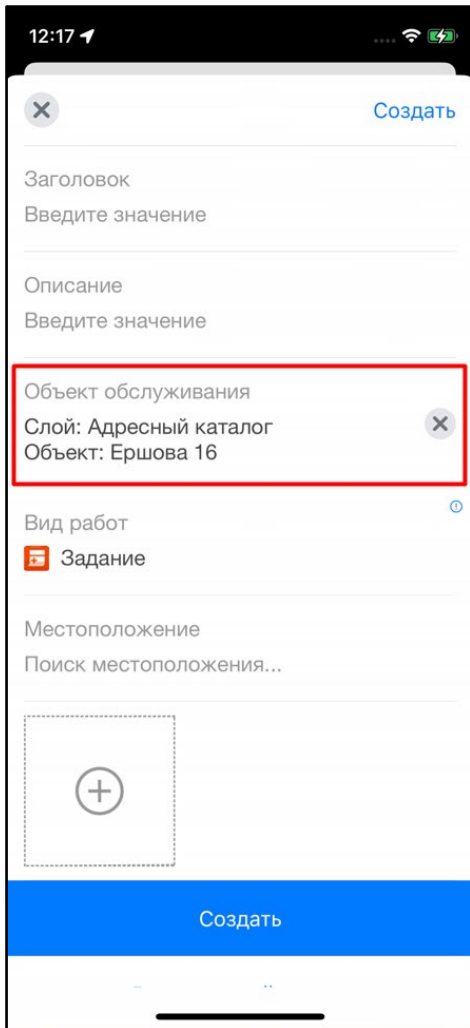 12:17
Создать
Заголовок
Введите значение
Описание
Введите значение
Объект обслуживания
Слой: Адресный каталог
Объект: Ершова 16
Вид работ
Задание
Местоположение
Поиск местоположения...
Создать